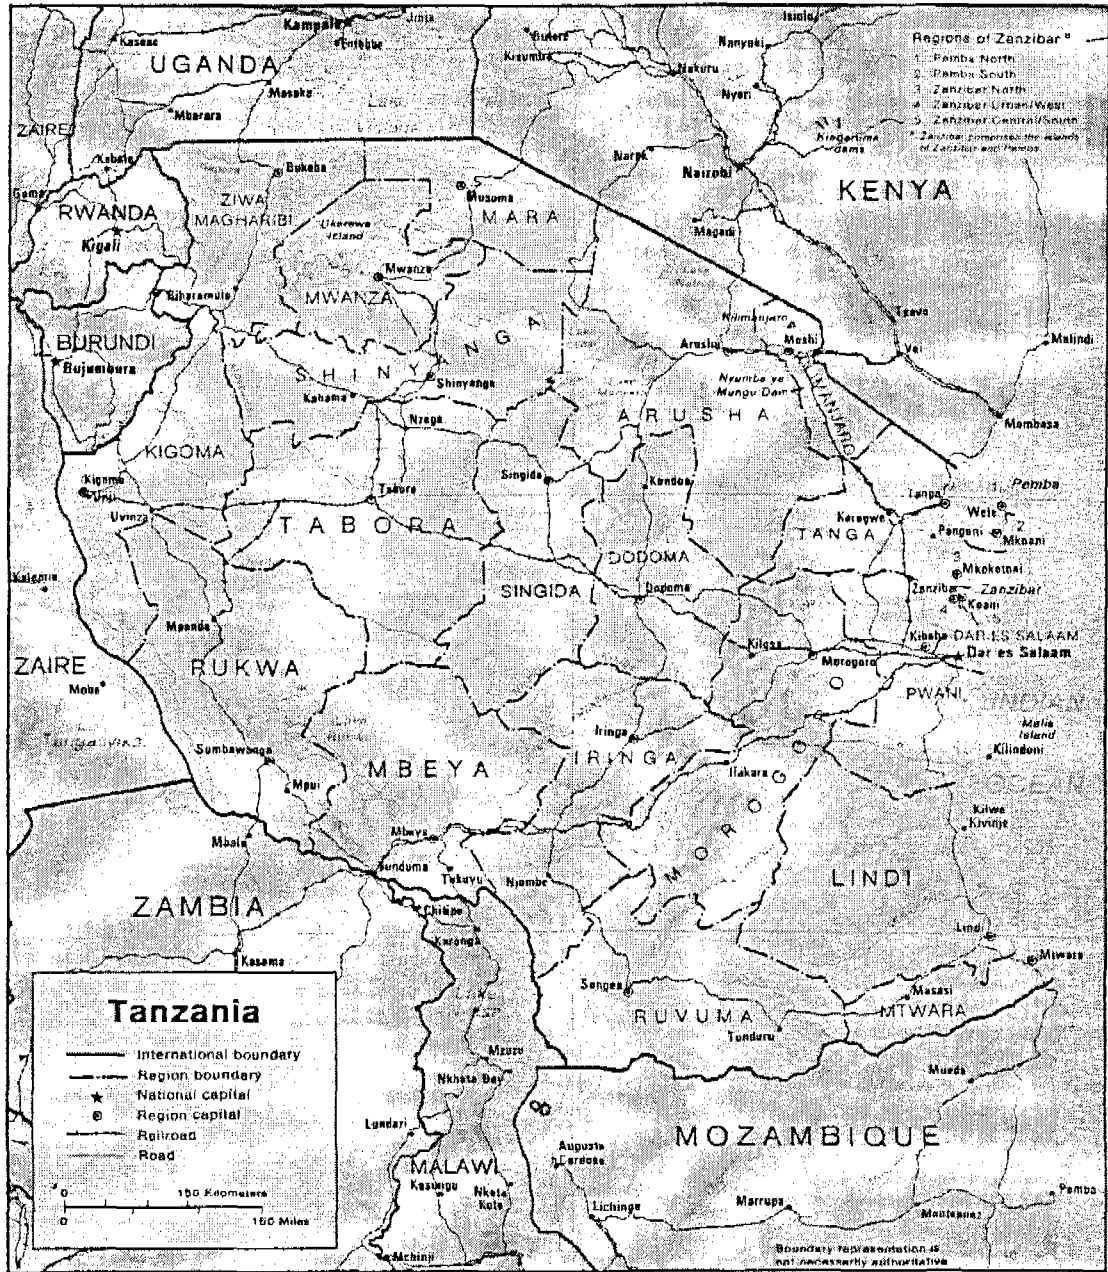 Kampala
Jinja
Entebbe
Kasese
UGANDA
Masaka
Mbarara
ZAIRE
Kabale
Goma
RWANDA
Kigali
BURUNDI
Bujumbura
Butere
Kisumu
Nakuru
Nanyuki
Isiolo
Nyeri
Narok
Nairobi
Magadi
KENYA
Tsavo
Voi
Malindi
Mombasa
Regions of Zanzibar
1 Pemba North
2 Pemba South
3 Zanzibar North
4 Zanzibar Urban/West
5 Zanzibar Central/South
Zanzibar comprises the islands
of Zanzibar and Pemba
ZIWA
MAGHARIBI
Bukoba
Ukerewe
Island
Musoma
MARA
Mwanza
MWANZA
Biharamulo
SHINYANGA
Shinyanga
Kahama
Nzega
KIGOMA
Kigoma
Ujiji
Uvinza
Tabora
TABORA
Singida
SINGIDA
Kilimanjaro
Arusha
Moshi
Nyumba ya
Mungu Dam
ARUSHA
KILIMANJARO
Kondoa
DODOMA
Dodoma
Korogwe
TANGA
Tanga
Pangani
Wete
Pemba
1
2
Mkoani
3
Mkokotoni
Zanzibar
Zanzibar
4
Koani
5
Kibaha
DAR ES SALAAM
Dar es Salaam
Kilosa
Morogoro
PWANI
INDIAN
OCEAN
Mafia
Island
Kilindoni
Kalemie
ZAIRE
Moba
Mpanda
RUKWA
Sumbawanga
Mpui
MBEYA
Mbeya
Tunduma
Tukuyu
Iringa
IRINGA
Ifakara
MOROGORO
Njombe
Kilwa
Kivinje
LINDI
Lindi
Mtwara
Masasi
MTWARA
Songea
RUVUMA
Tunduru
Mbala
ZAMBIA
Kasama
Chitipa
Karonga
Mzuzu
Nkhata Bay
Lundazi
MALAWI
Kasungu
Nkota
Kota
Mchinji
Augusto
Cardoso
Lichinga
Marrupa
Montepuez
Mueda
Pemba
MOZAMBIQUE
Tanzania
International boundary
Region boundary
National capital
Region capital
Railroad
Road
0 150 Kilometers
0 150 Miles
Boundary representation is
not necessarily authoritative